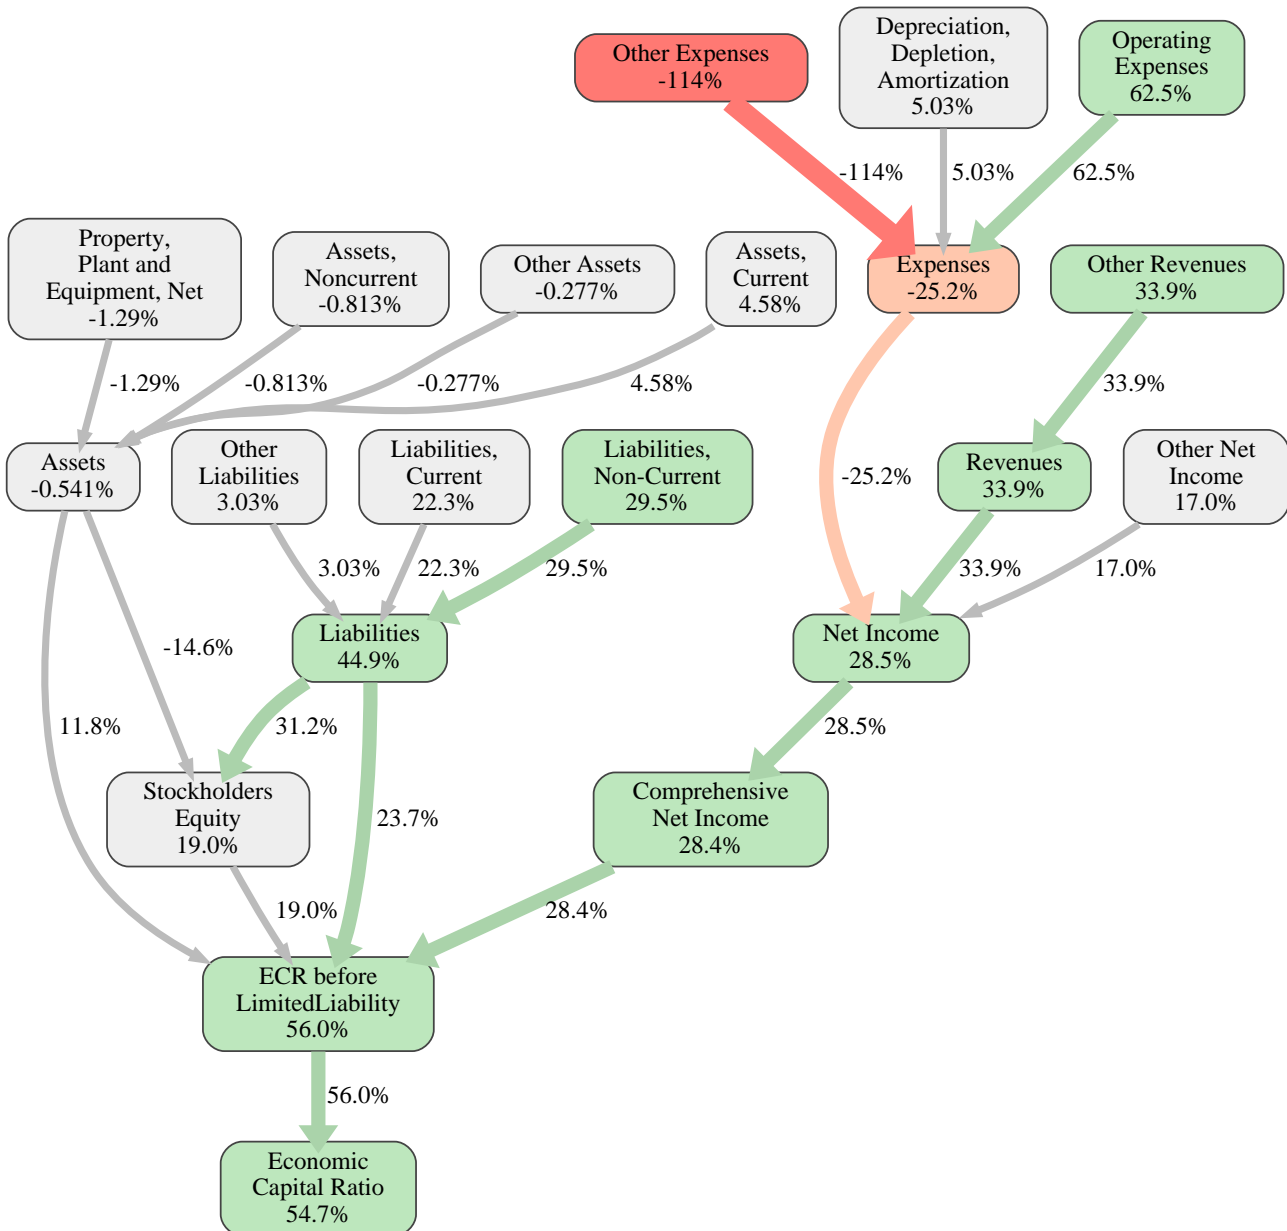 Other Expenses
-114%
Depreciation,
Depletion,
Amortization
5.03%
Operating
Expenses
62.5%
-114%
5.03%
62.5%
Property,
Plant and
Equipment, Net
-1.29%
Assets,
Noncurrent
-0.813%
Other Assets
-0.277%
Assets,
Current
4.58%
Expenses
-25.2%
Other Revenues
33.9%
-1.29%
-0.813%
-0.277%
4.58%
33.9%
Assets
-0.541%
Other
Liabilities
3.03%
Liabilities,
Current
22.3%
Liabilities,
Non-Current
29.5%
-25.2%
Revenues
33.9%
Other Net
Income
17.0%
3.03%
22.3%
29.5%
33.9%
17.0%
-14.6%
Liabilities
44.9%
Net Income
28.5%
11.8%
31.2%
28.5%
Stockholders
Equity
19.0%
23.7%
Comprehensive
Net Income
28.4%
19.0%
28.4%
ECR before
LimitedLiability
56.0%
56.0%
Economic
Capital Ratio
54.7%